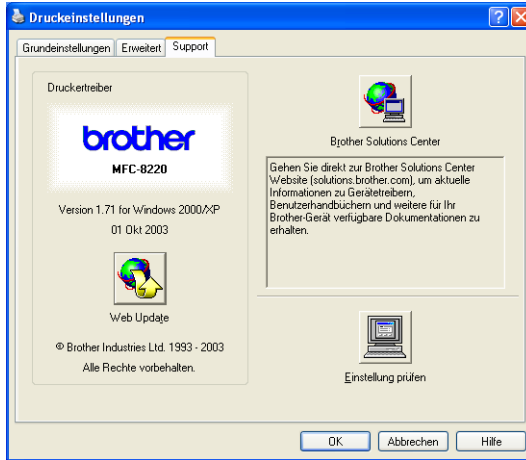 Druckeinstellungen
Grundeinstellungen Erweitert Support
Druckertreiber
brother
MFC-8220
Version 1.71 for Windows 2000/XP
01 Okt 2003
Web Update
© Brother Industries Ltd. 1993 - 2003
Alle Rechte vorbehalten.
Brother Solutions Center
Gehen Sie direkt zur Brother Solutions Center
Website (solutions.brother.com), um aktuelle
Informationen zu Gerätetreibern,
Benutzerhandbüchern und weitere für Ihr
Brother-Gerät verfügbare Dokumentationen zu
erhalten.
Einstellung prüfen
OK Abbrechen Hilfe